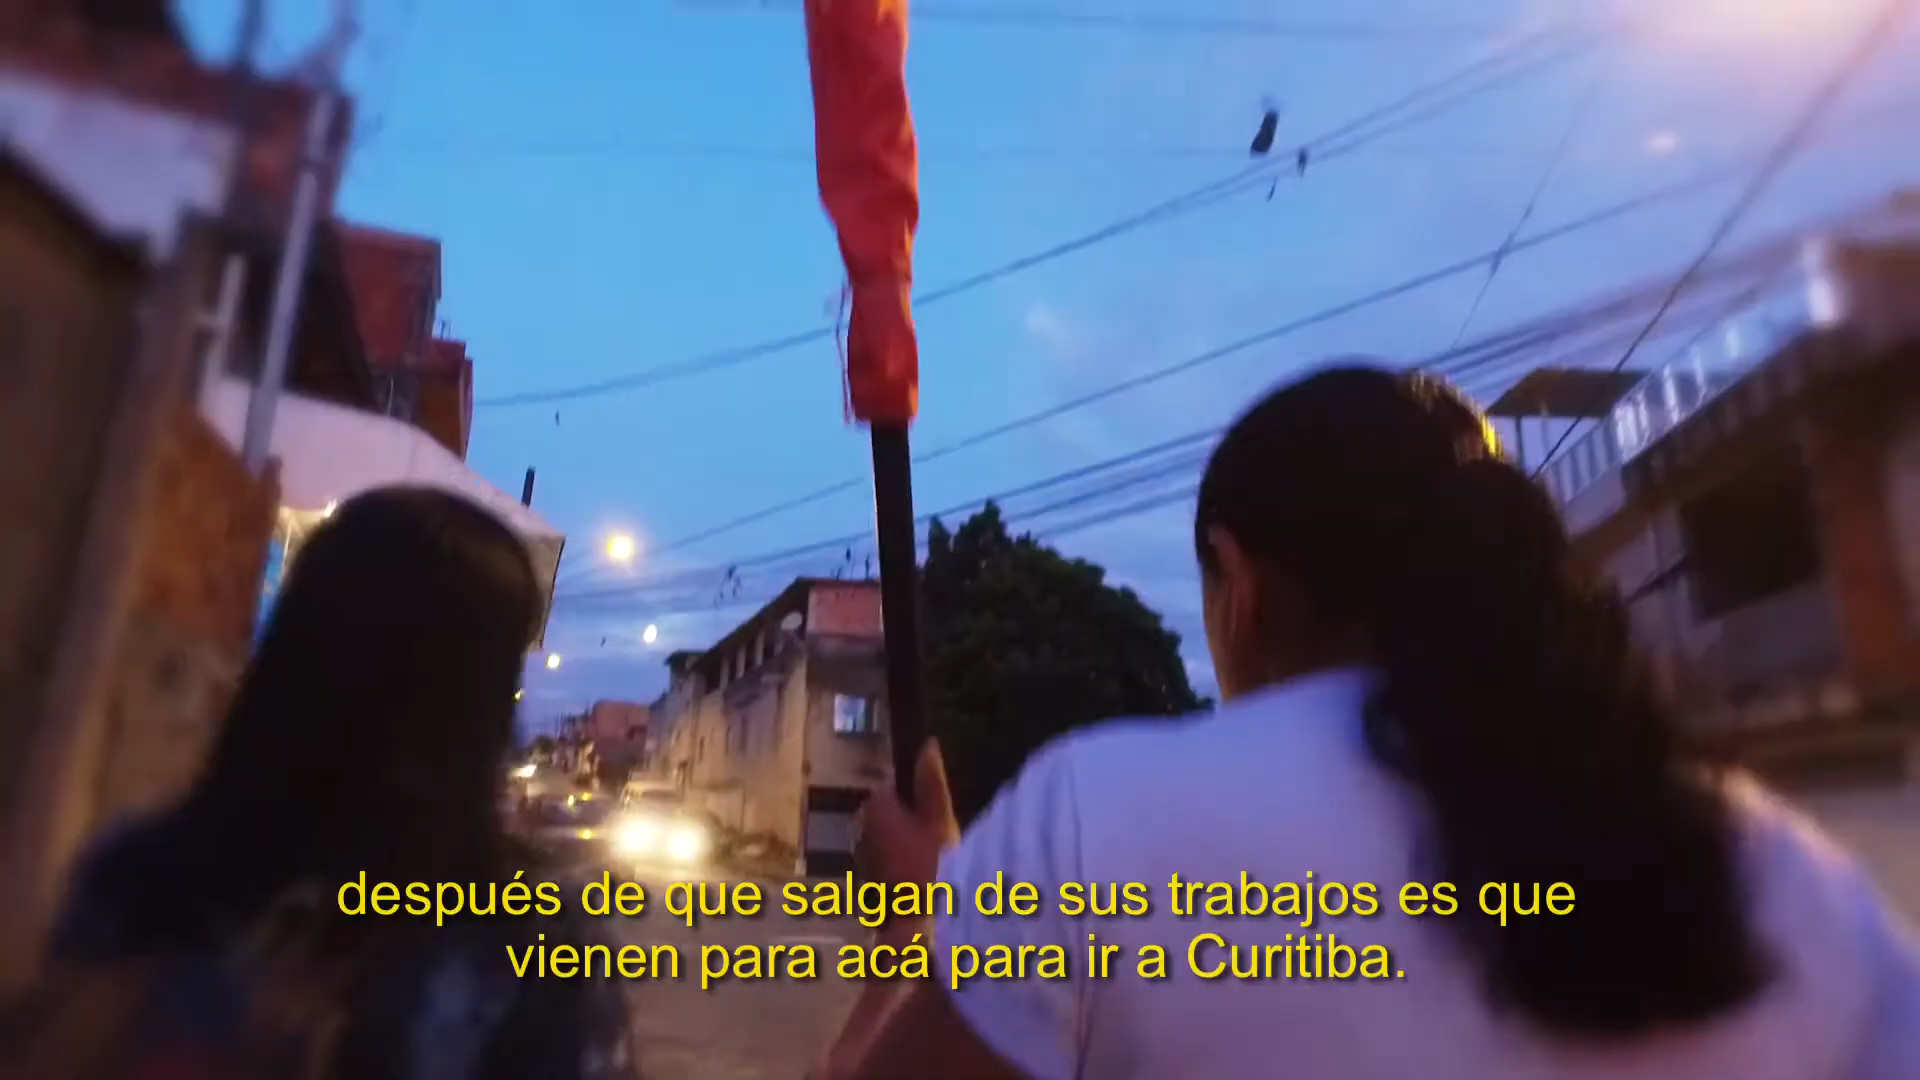 después de que salgan de sus trabajos es que
vienen para acá para ir a Curitiba.